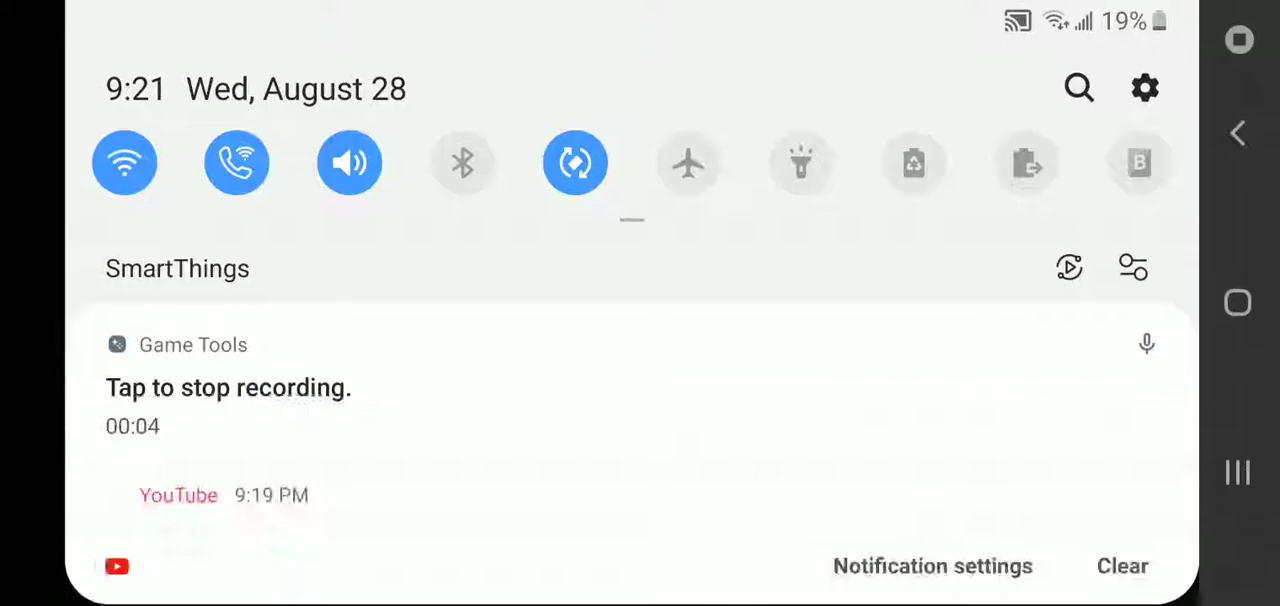 19%
9:21 Wed, August 28
B
SmartThings
Game Tools
Tap to stop recording.
00:04
YouTube 9:19 PM
Notification settings Clear